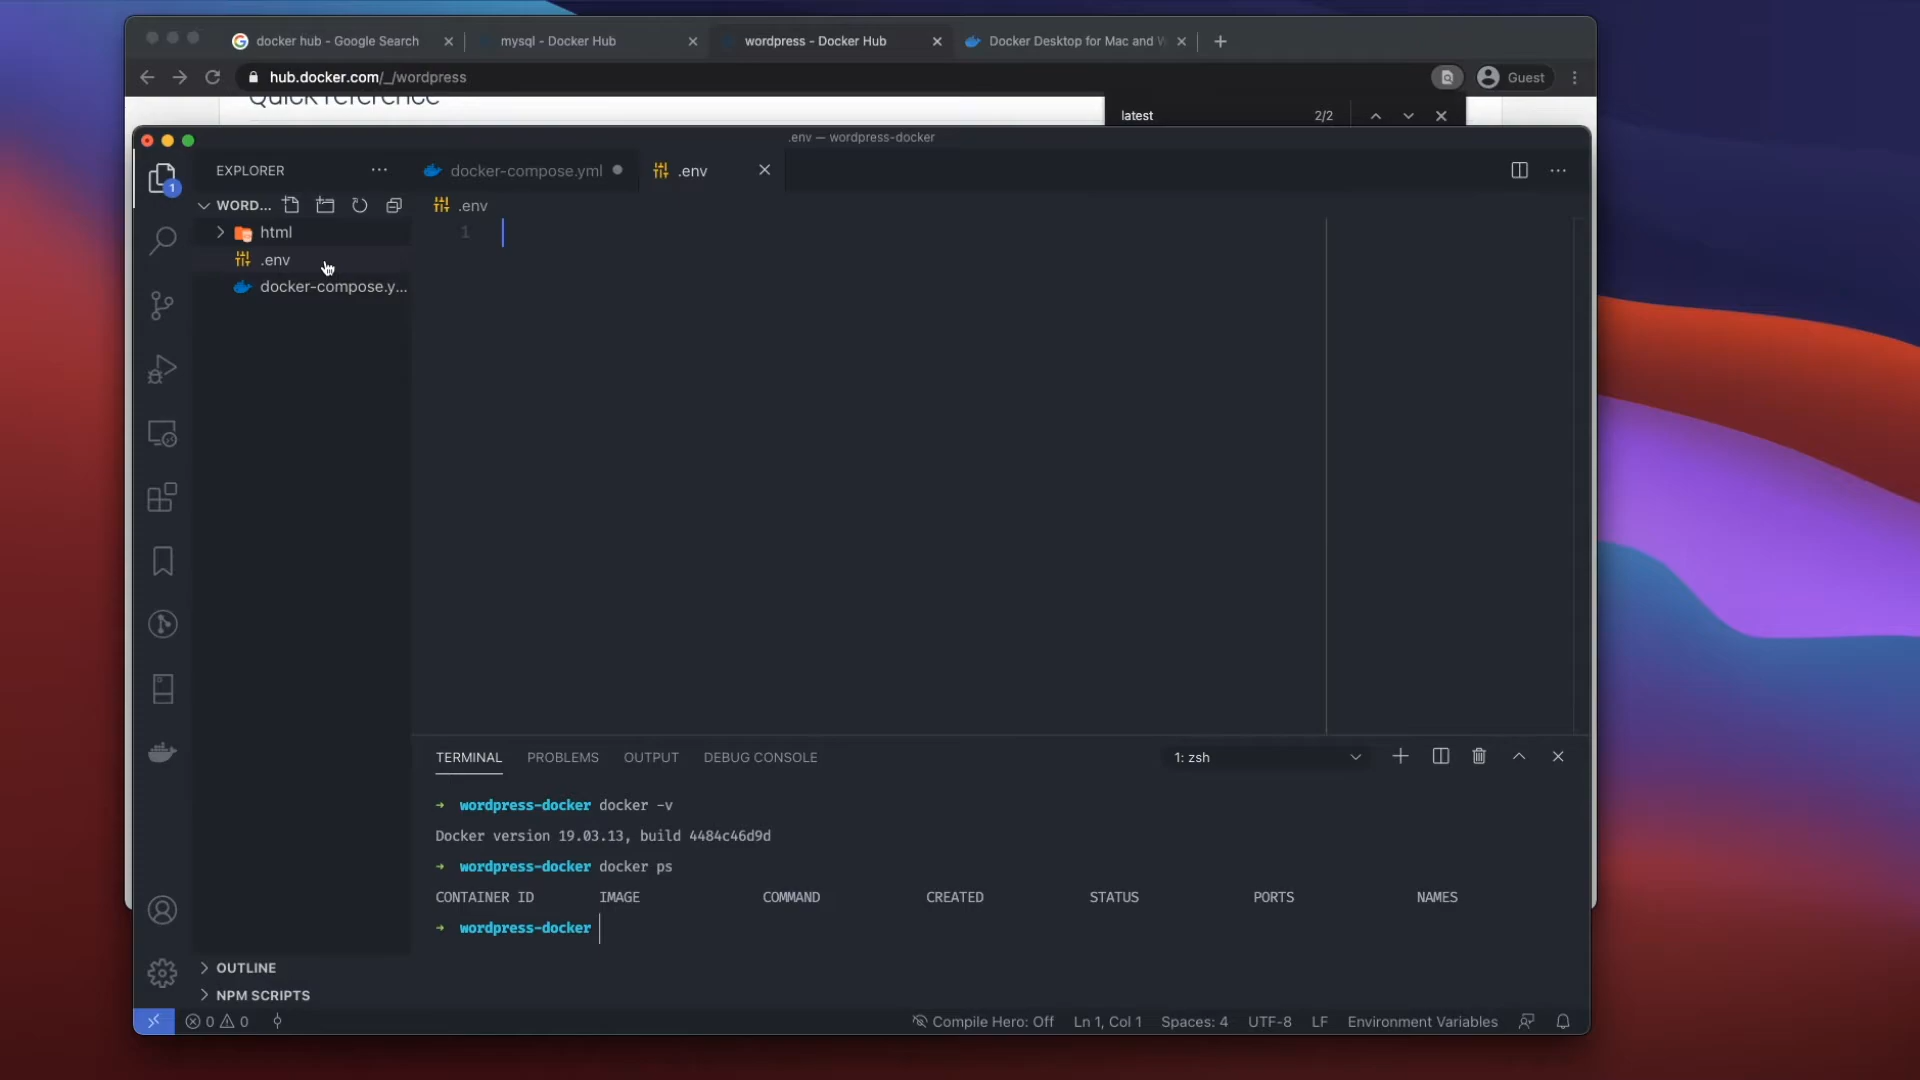 docker hub - Google Search
mysql - Docker Hub
wordpress - Docker Hub
Docker Desktop for Mac and W
hub.docker.com/_/wordpress
Guest
Quick reference
latest
2/2
.env — wordpress-docker
1
EXPLORER
docker-compose.yml
.env
WORD...
.env
html
1
.env
docker-compose.y...
TERMINAL
PROBLEMS
OUTPUT
DEBUG CONSOLE
1: zsh
→ wordpress-docker docker -v
Docker version 19.03.13, build 4484c46d9d
→ wordpress-docker docker ps
CONTAINER ID IMAGE COMMAND CREATED STATUS PORTS NAMES
→ wordpress-docker
OUTLINE
NPM SCRIPTS
0 0
Compile Hero: Off
Ln 1, Col 1
Spaces: 4
UTF-8
LF
Environment Variables